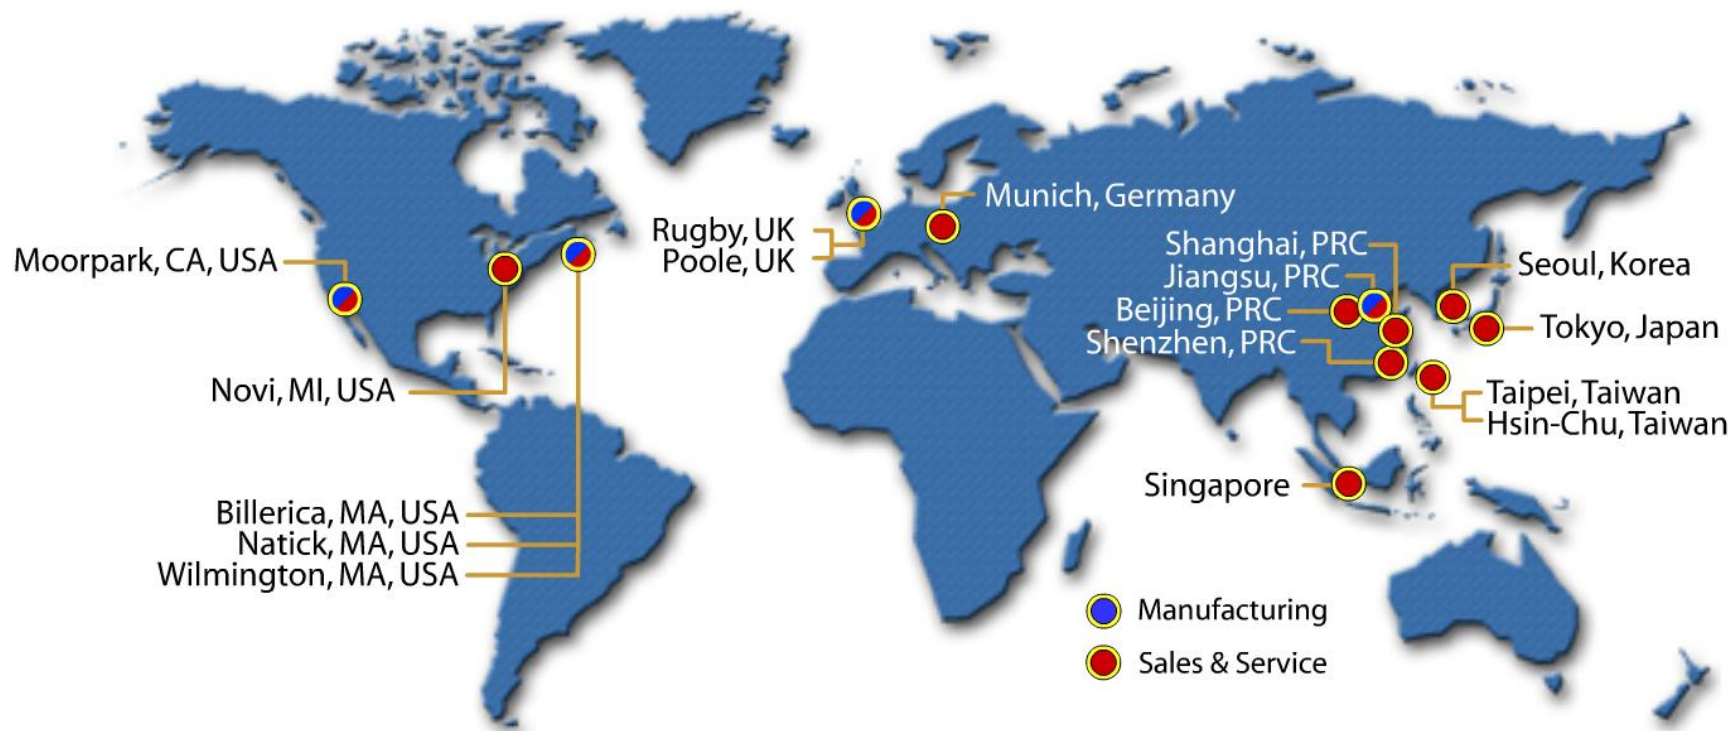 Munich, Germany
Rugby, UK
Poole, UK
Shanghai, PRC
Jiangsu, PRC
Beijing, PRC
Shenzhen, PRC
Seoul, Korea
Tokyo, Japan
Moorpark, CA, USA
Novi, MI, USA
Taipei, Taiwan
Hsin-Chu, Taiwan
Singapore
Billerica, MA, USA
Natick, MA, USA
Wilmington, MA, USA
Manufacturing
Sales & Service